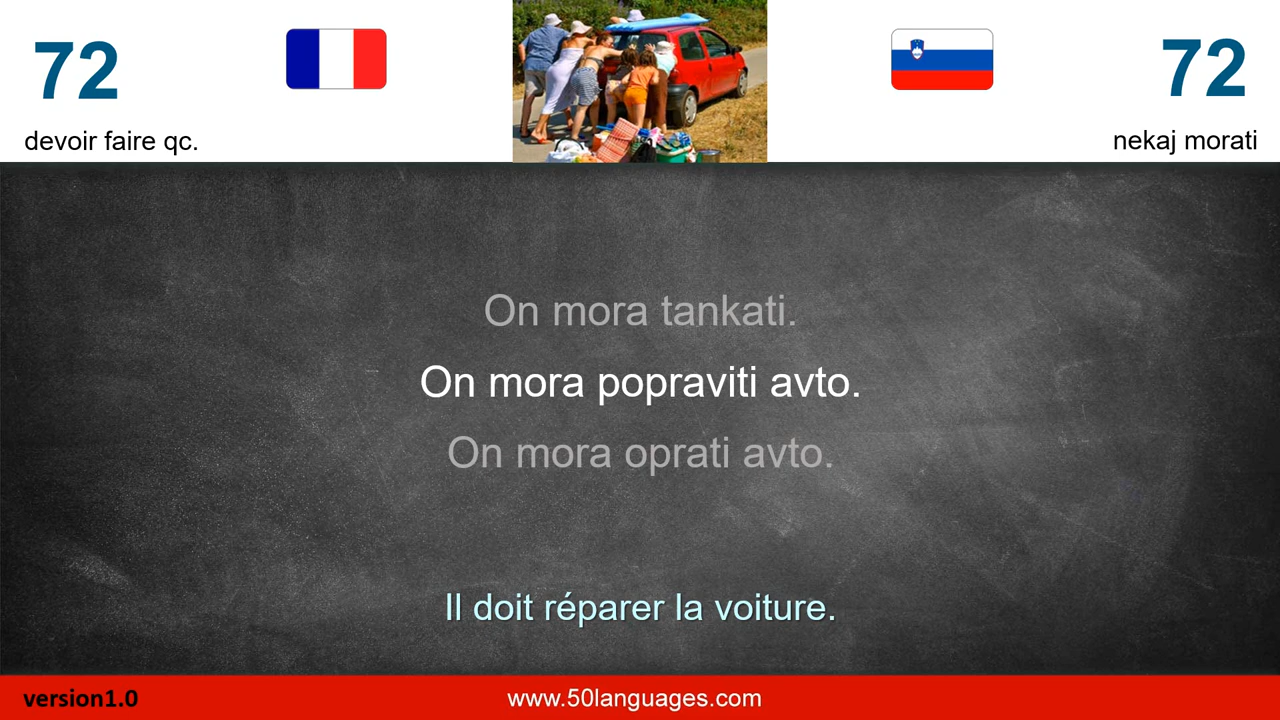 72
72
devoir faire qc.
nekaj morati
On mora tankati.
On mora popraviti avto.
On mora oprati avto.
Il doit réparer la voiture.
version1.0
www.50languages.com